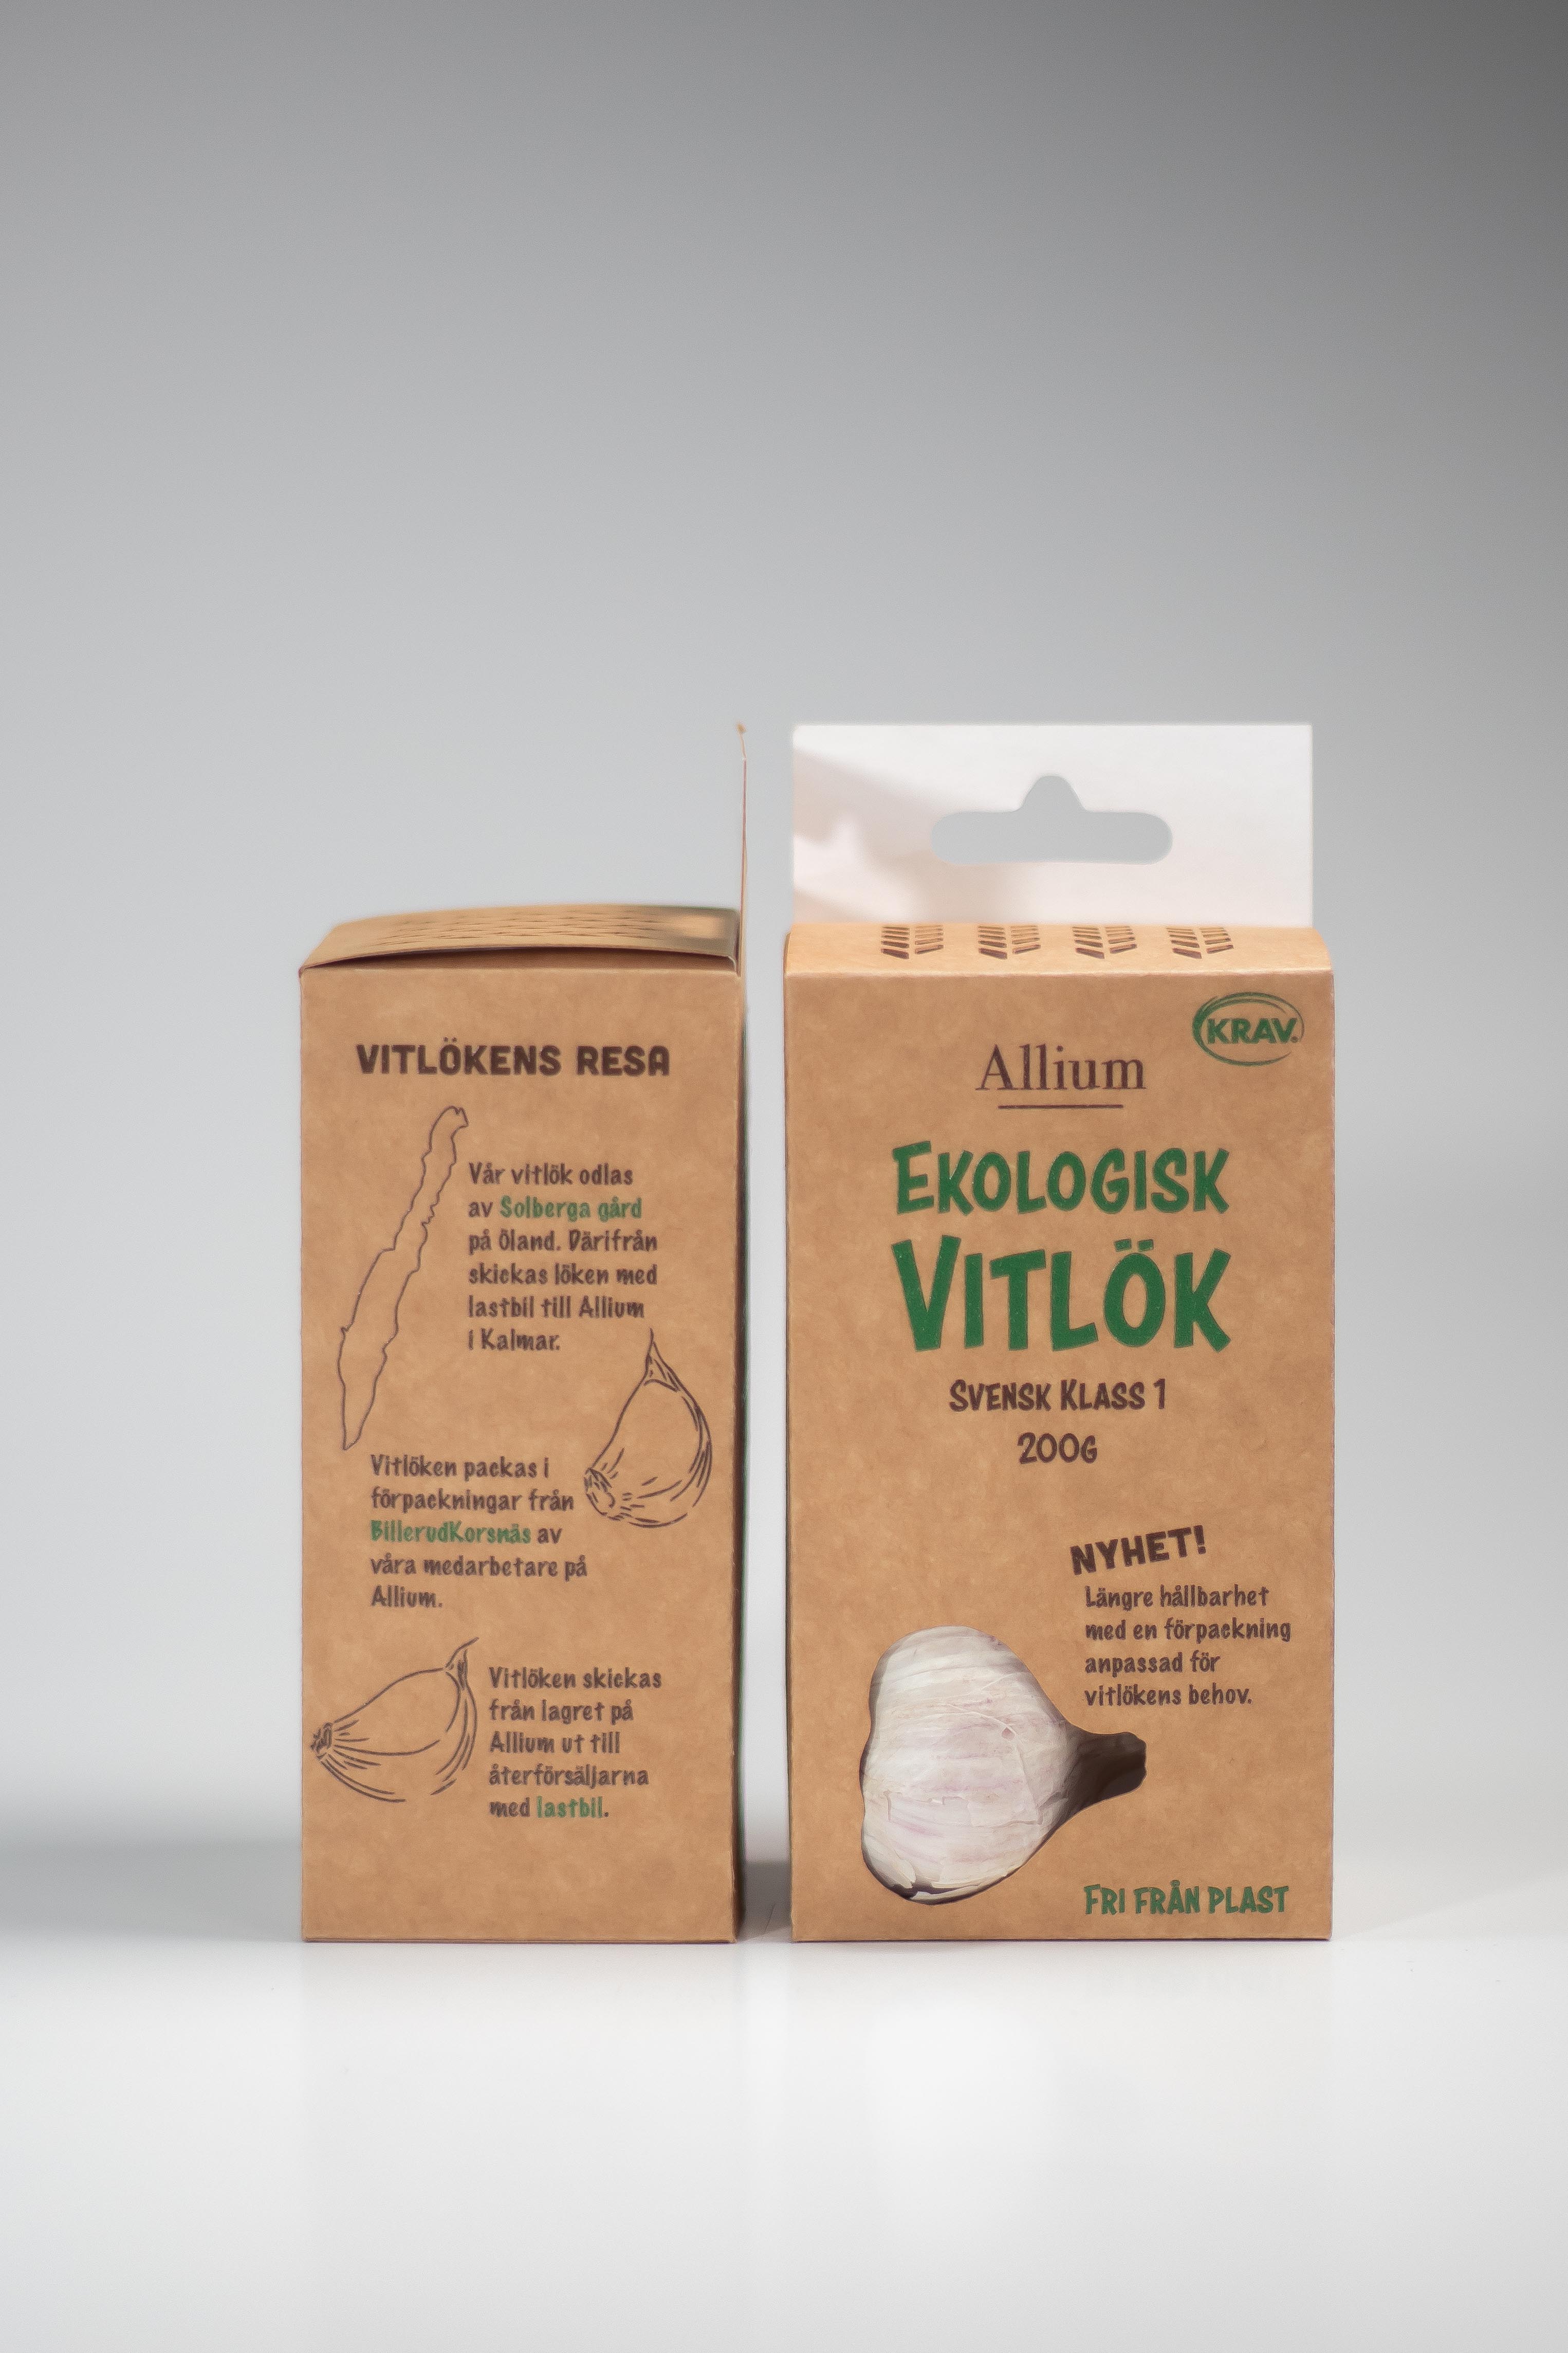 VITLÖKENS RESA
Vår vitlök odlas
av Solberga gård
på Öland. Därifrån
skickas löken med
lastbil till Allium
i Kalmar.
Vitlöken packas i
förpackningar från
BillerudKorsnäs av
våra medarbetare på
Allium.
Vitlöken skickas
från lagret på
Allium ut till
återförsäljarna
med lastbil.
KRAV.
Allium
EKOLOGISK
VITLÖK
SVENSK KLASS 1
200G
NYHET!
Längre hållbarhet
med en förpackning
anpassad för
vitlökens behov.
FRI FRÅN PLAST